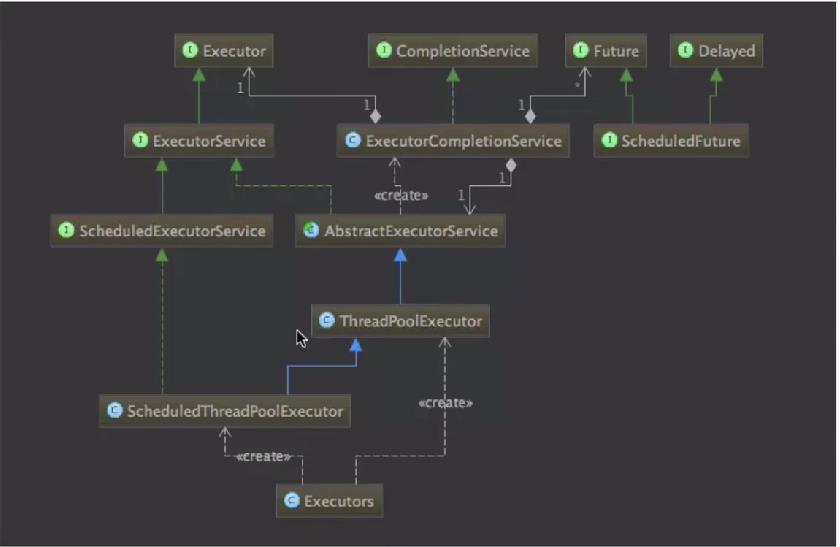 I Executor
I CompletionService
I Future
I Delayed
1
1
1
*
I ExecutorService
C ExecutorCompletionService
I ScheduledFuture
«create»
1
1
I ScheduledExecutorService
C AbstractExecutorService
C ThreadPoolExecutor
C ScheduledThreadPoolExecutor
«create»
«create»
C Executors